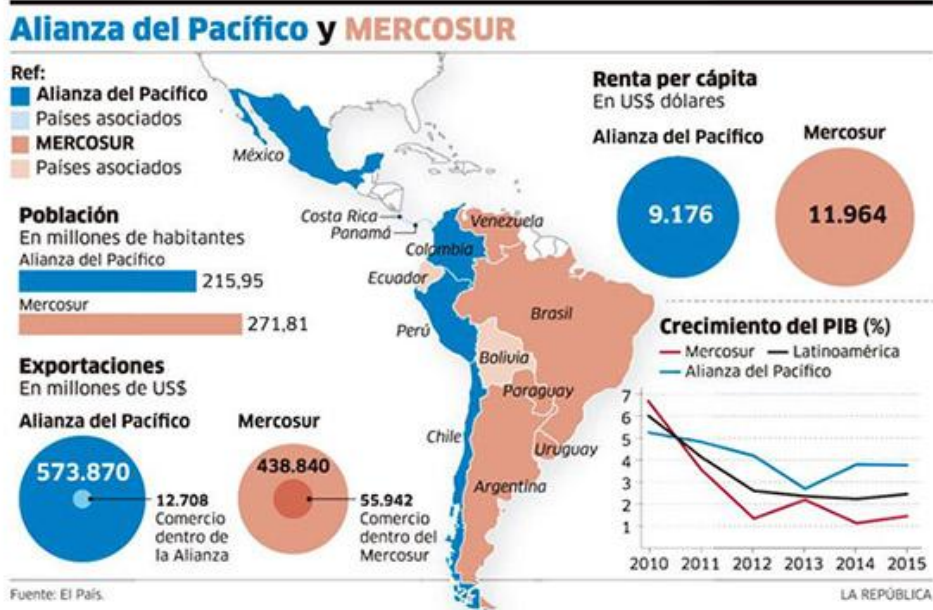 Alianza del Pacífico y MERCOSUR
Ref:
Alianza del Pacífico
Países asociados
MERCOSUR
Países asociados
Población
En millones de habitantes
Alianza del Pacífico
215,95
Mercosur
271,81
Exportaciones
En millones de US$
Alianza del Pacífico
573.870
12.708
Comercio
dentro de
la Alianza
Mercosur
438.840
55.942
Comercio
dentro del
Mercosur
México
Costa Rica
Panamá
Venezuela
Colombia
Ecuador
Brasil
Perú
Bolivia
Paraguay
Chile
Uruguay
Argentina
Renta per cápita
En US$ dólares
Alianza del Pacífico
9.176
Mercosur
11.964
Crecimiento del PIB (%)
Mercosur
Latinoamérica
Alianza del Pacífico
7
6
5
4
3
2
1
2010 2011 2012 2013 2014 2015
Fuente: El País.
LA REPÚBLICA